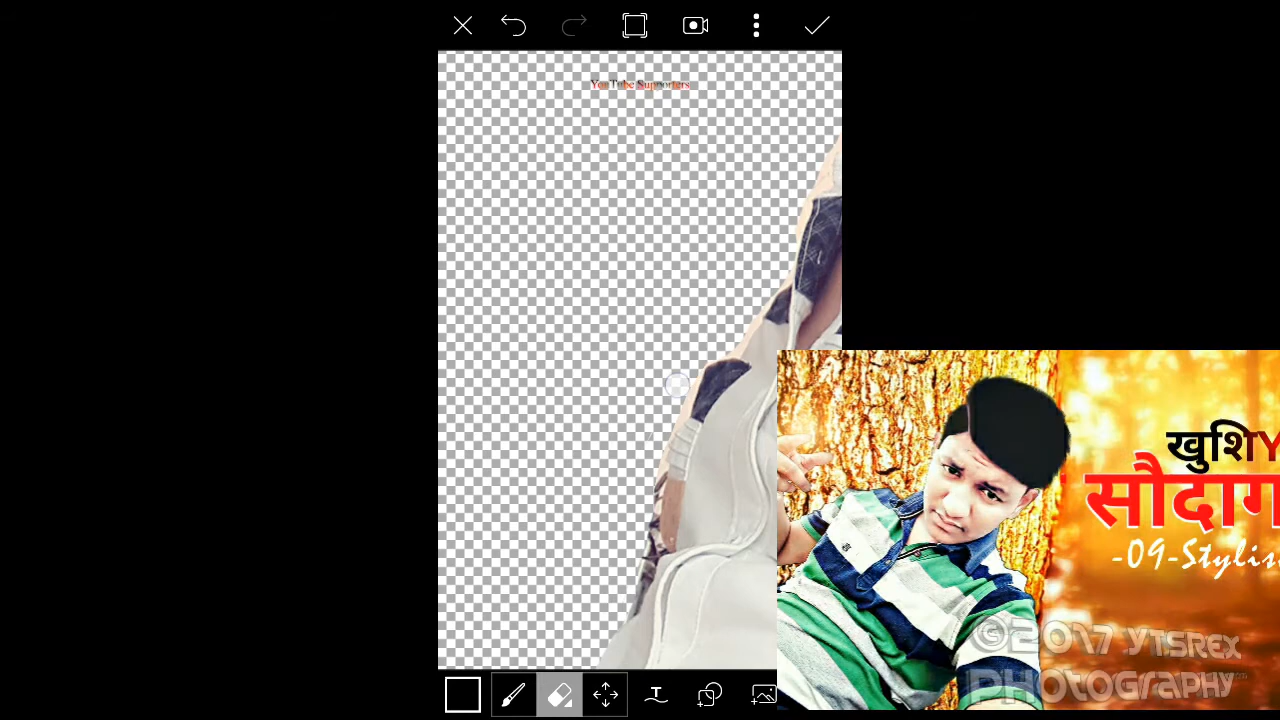 YouTube Supporters
खुशिY
सौदाग
-09-Stylis
©2017 YTSREX
PHOTOGRAPHY